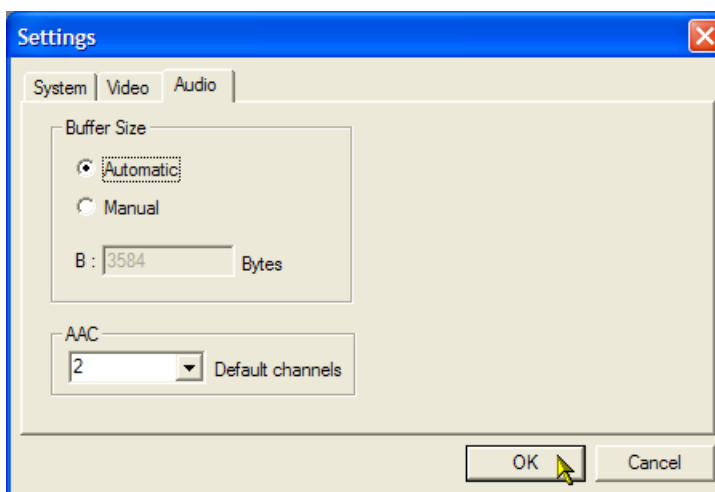 Settings
System Video Audio
Buffer Size
Automatic
Manual
B : 3584 Bytes
AAC
2 Default channels
OK Cancel